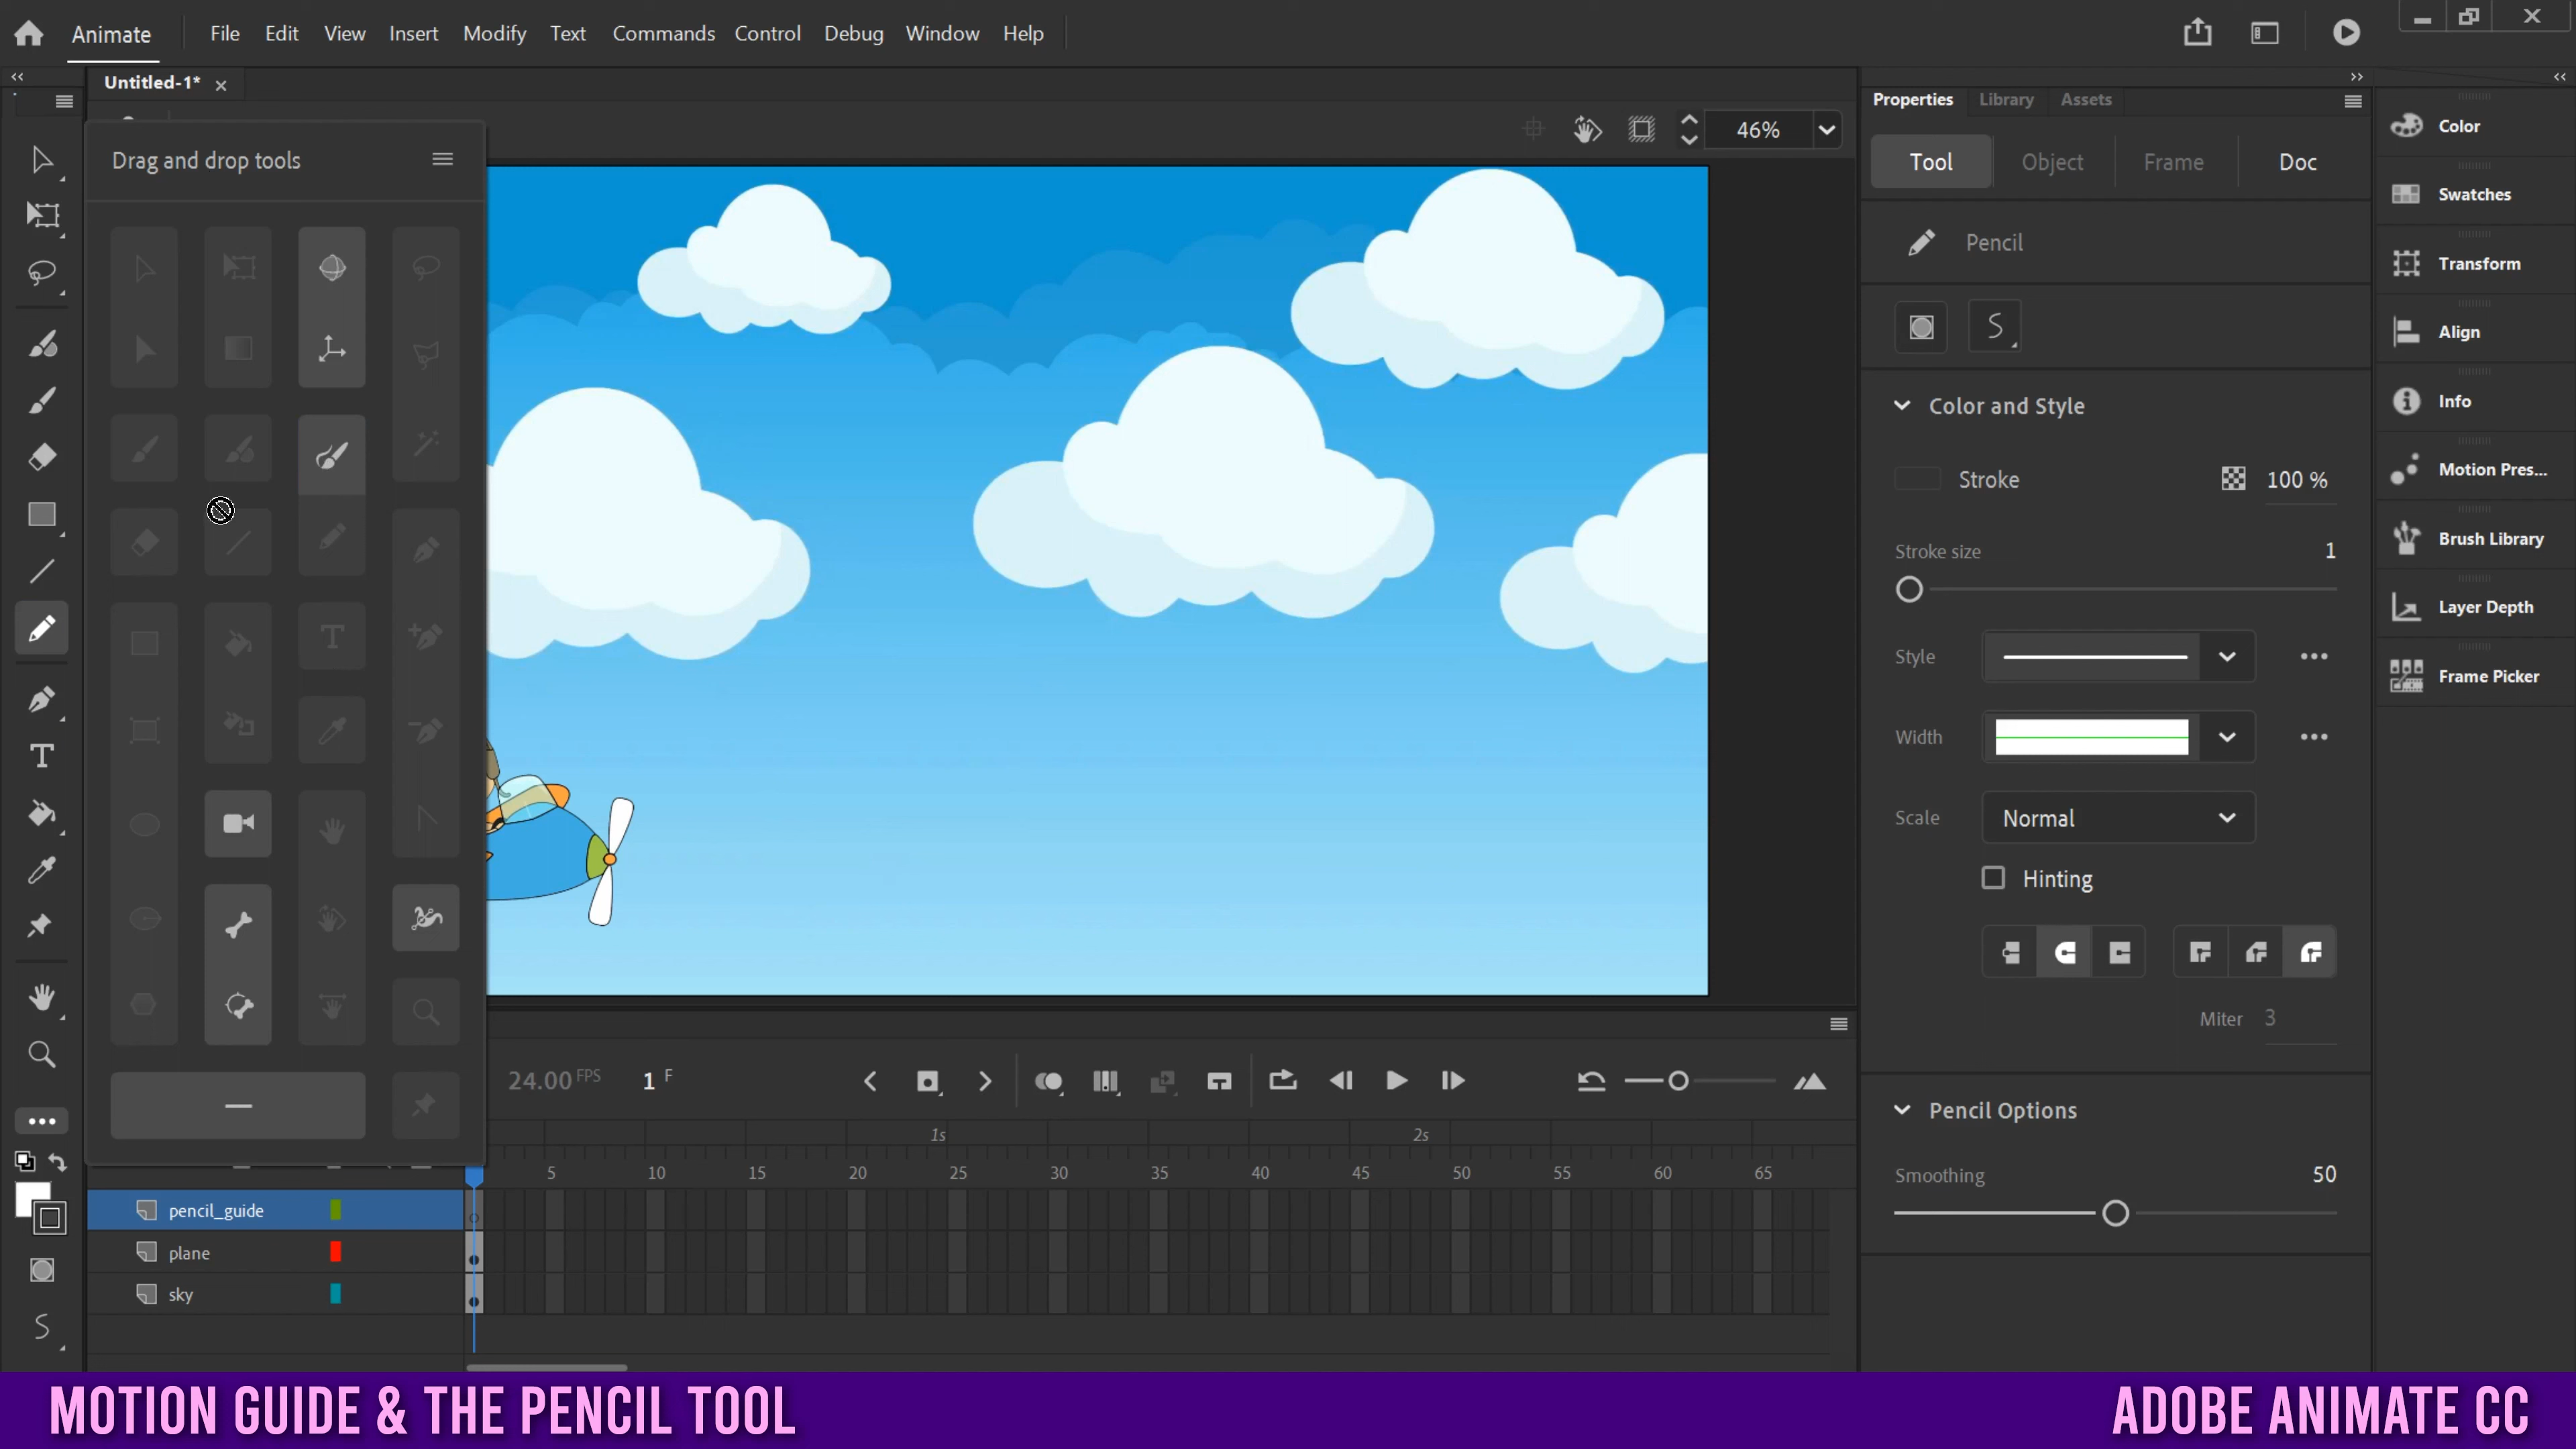 Animate File Edit View Insert Modify Text Commands Control Debug Window Help
Untitled-1*
Drag and drop tools
46%
Properties Library Assets
Tool Object Frame Doc
Pencil
Color and Style
Stroke 100 %
Stroke size 1
Style
Width
Scale Normal
Hinting
Miter 3
Pencil Options
Smoothing 50
Color
Swatches
Transform
Align
Info
Motion Pres...
Brush Library
Layer Depth
Frame Picker
24.00 FPS 1 F
1s 2s
5 10 15 20 25 30 35 40 45 50 55 60 65
pencil_guide
plane
sky
MOTION GUIDE & THE PENCIL TOOL
ADOBE ANIMATE CC